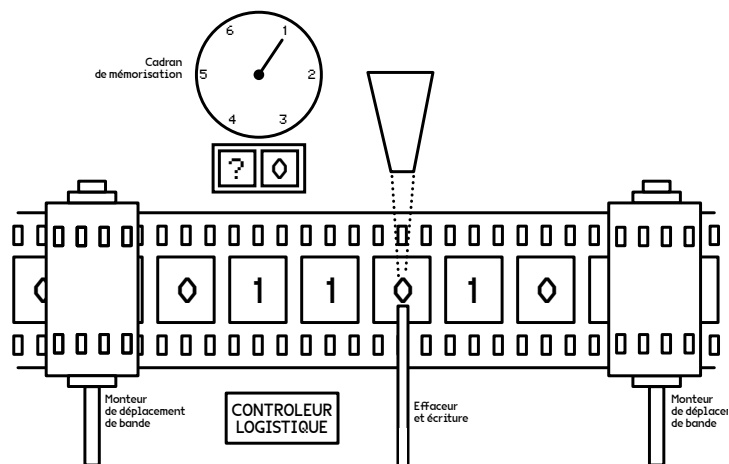 Cadran
de mémorisation
6 1
5 2
4 3
? 0
0 0 1 1 0 1 0
Monteur
de déplacement
de bande
CONTROLEUR
LOGISTIQUE
Effaceur
et écriture
Monteur
de déplacer
de bande